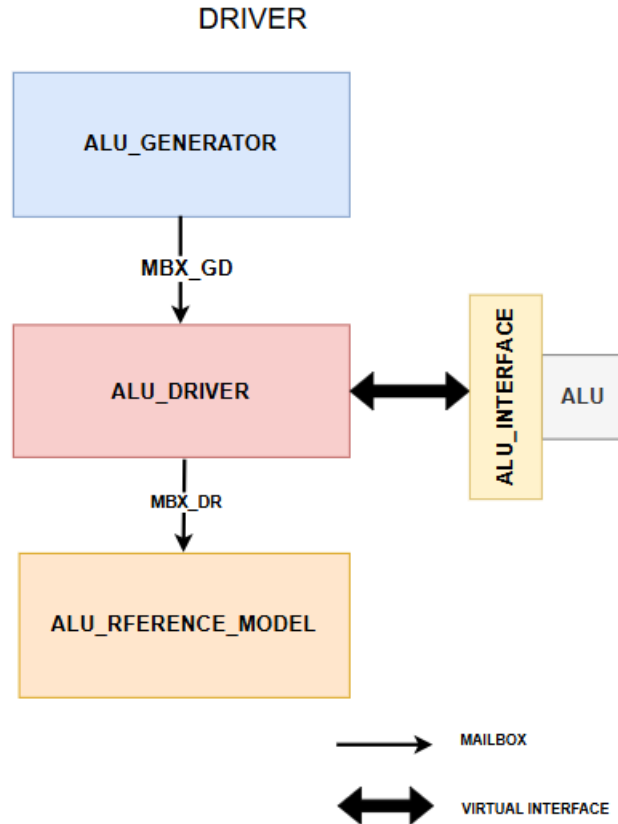 DRIVER
ALU_GENERATOR
MBX_GD
ALU_DRIVER
ALU_INTERFACE
ALU
MBX_DR
ALU_RFERENCE_MODEL
MAILBOX
VIRTUAL INTERFACE